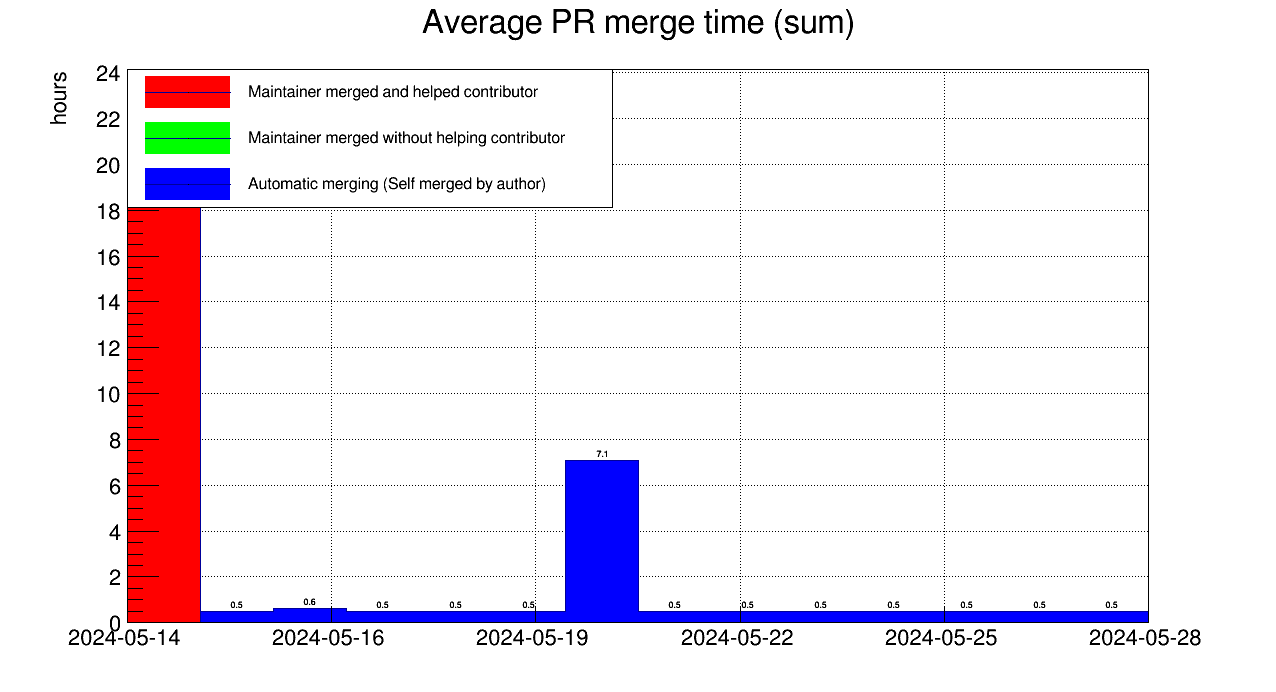 Average PR merge time (sum)
hours
24
22
20
18
16
14
12
10
8
6
4
2
0
Maintainer merged and helped contributor
Maintainer merged without helping contributor
Automatic merging (Self merged by author)
0.5 0.6 0.5 0.5 0.5 7.1 0.5 0.5 0.5 0.5 0.5 0.5 0.5
2024-05-14 2024-05-16 2024-05-19 2024-05-22 2024-05-25 2024-05-28